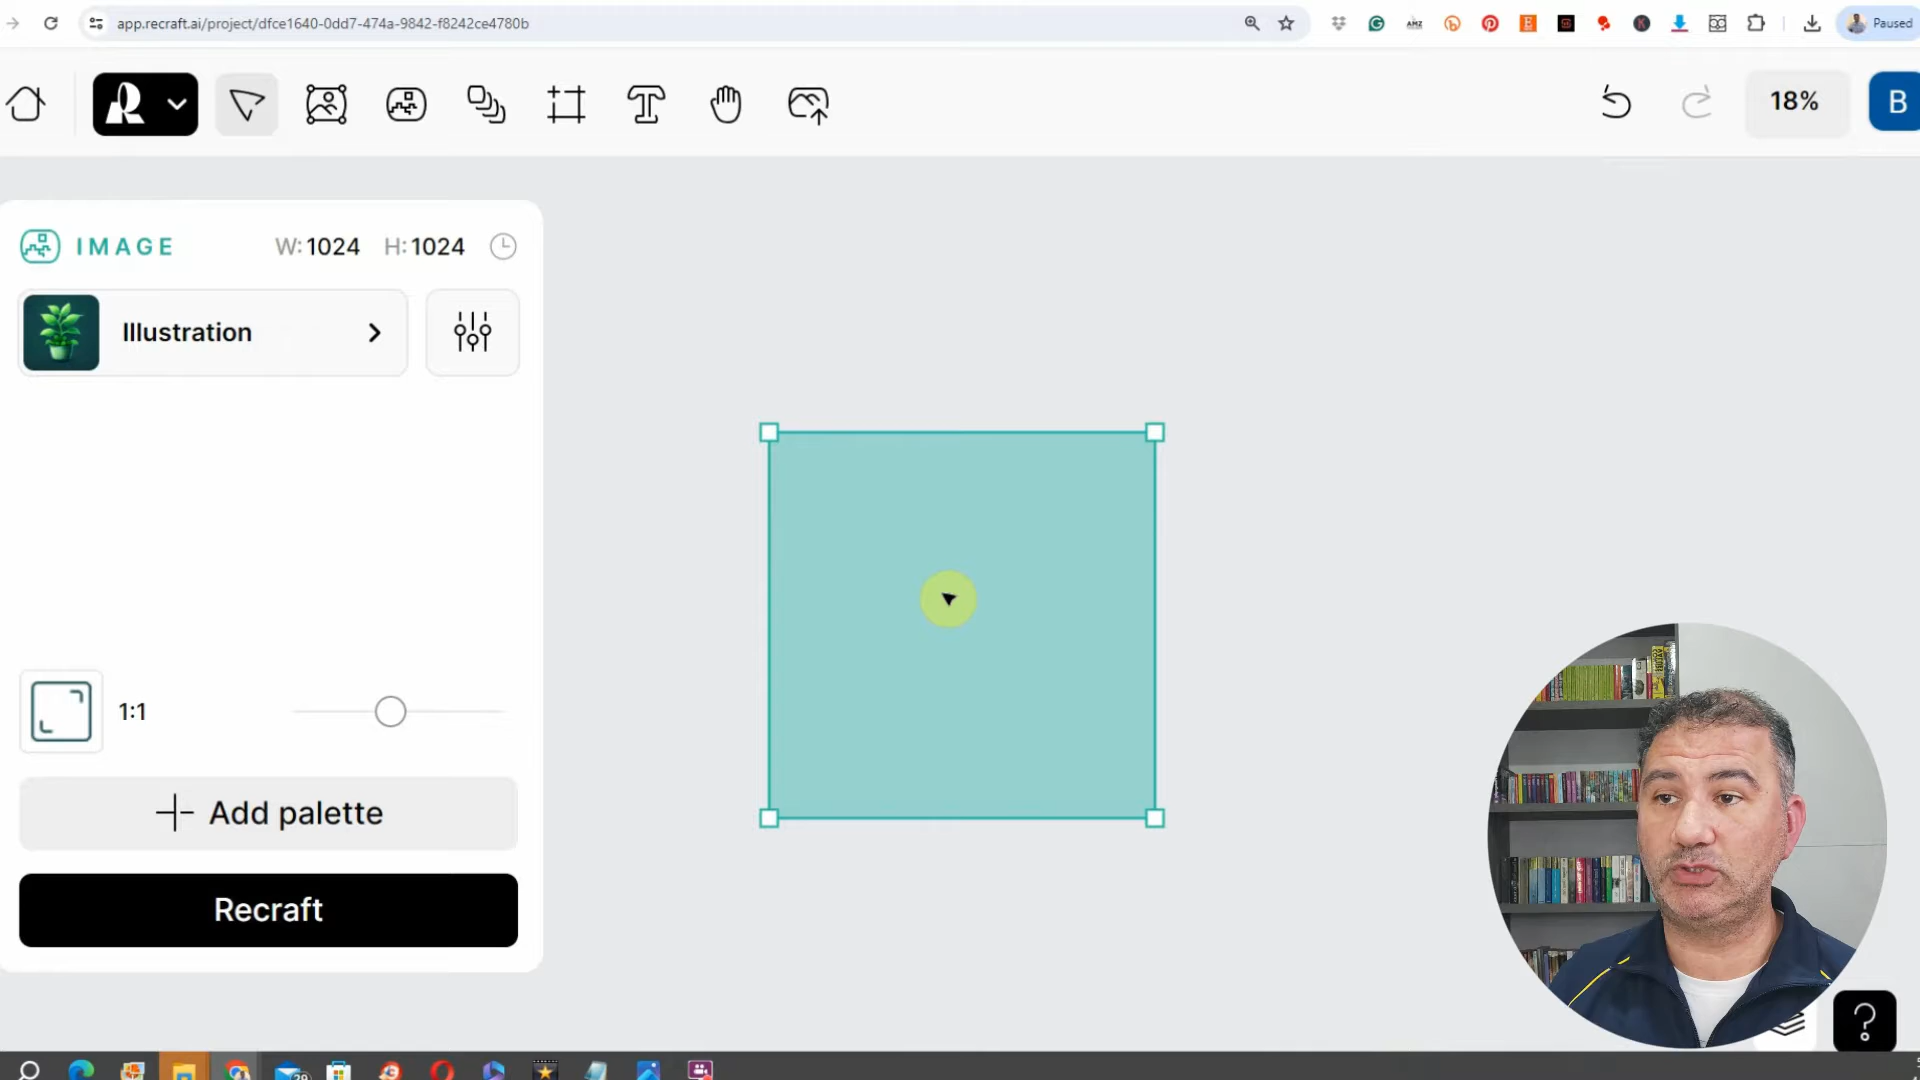 app.recraft.ai/project/dfce1640-0dd7-474a-9842-f8242ce4780b
Paused
18%
B
IMAGE W: 1024 H: 1024
Illustration
1:1
Add palette
Recraft
?